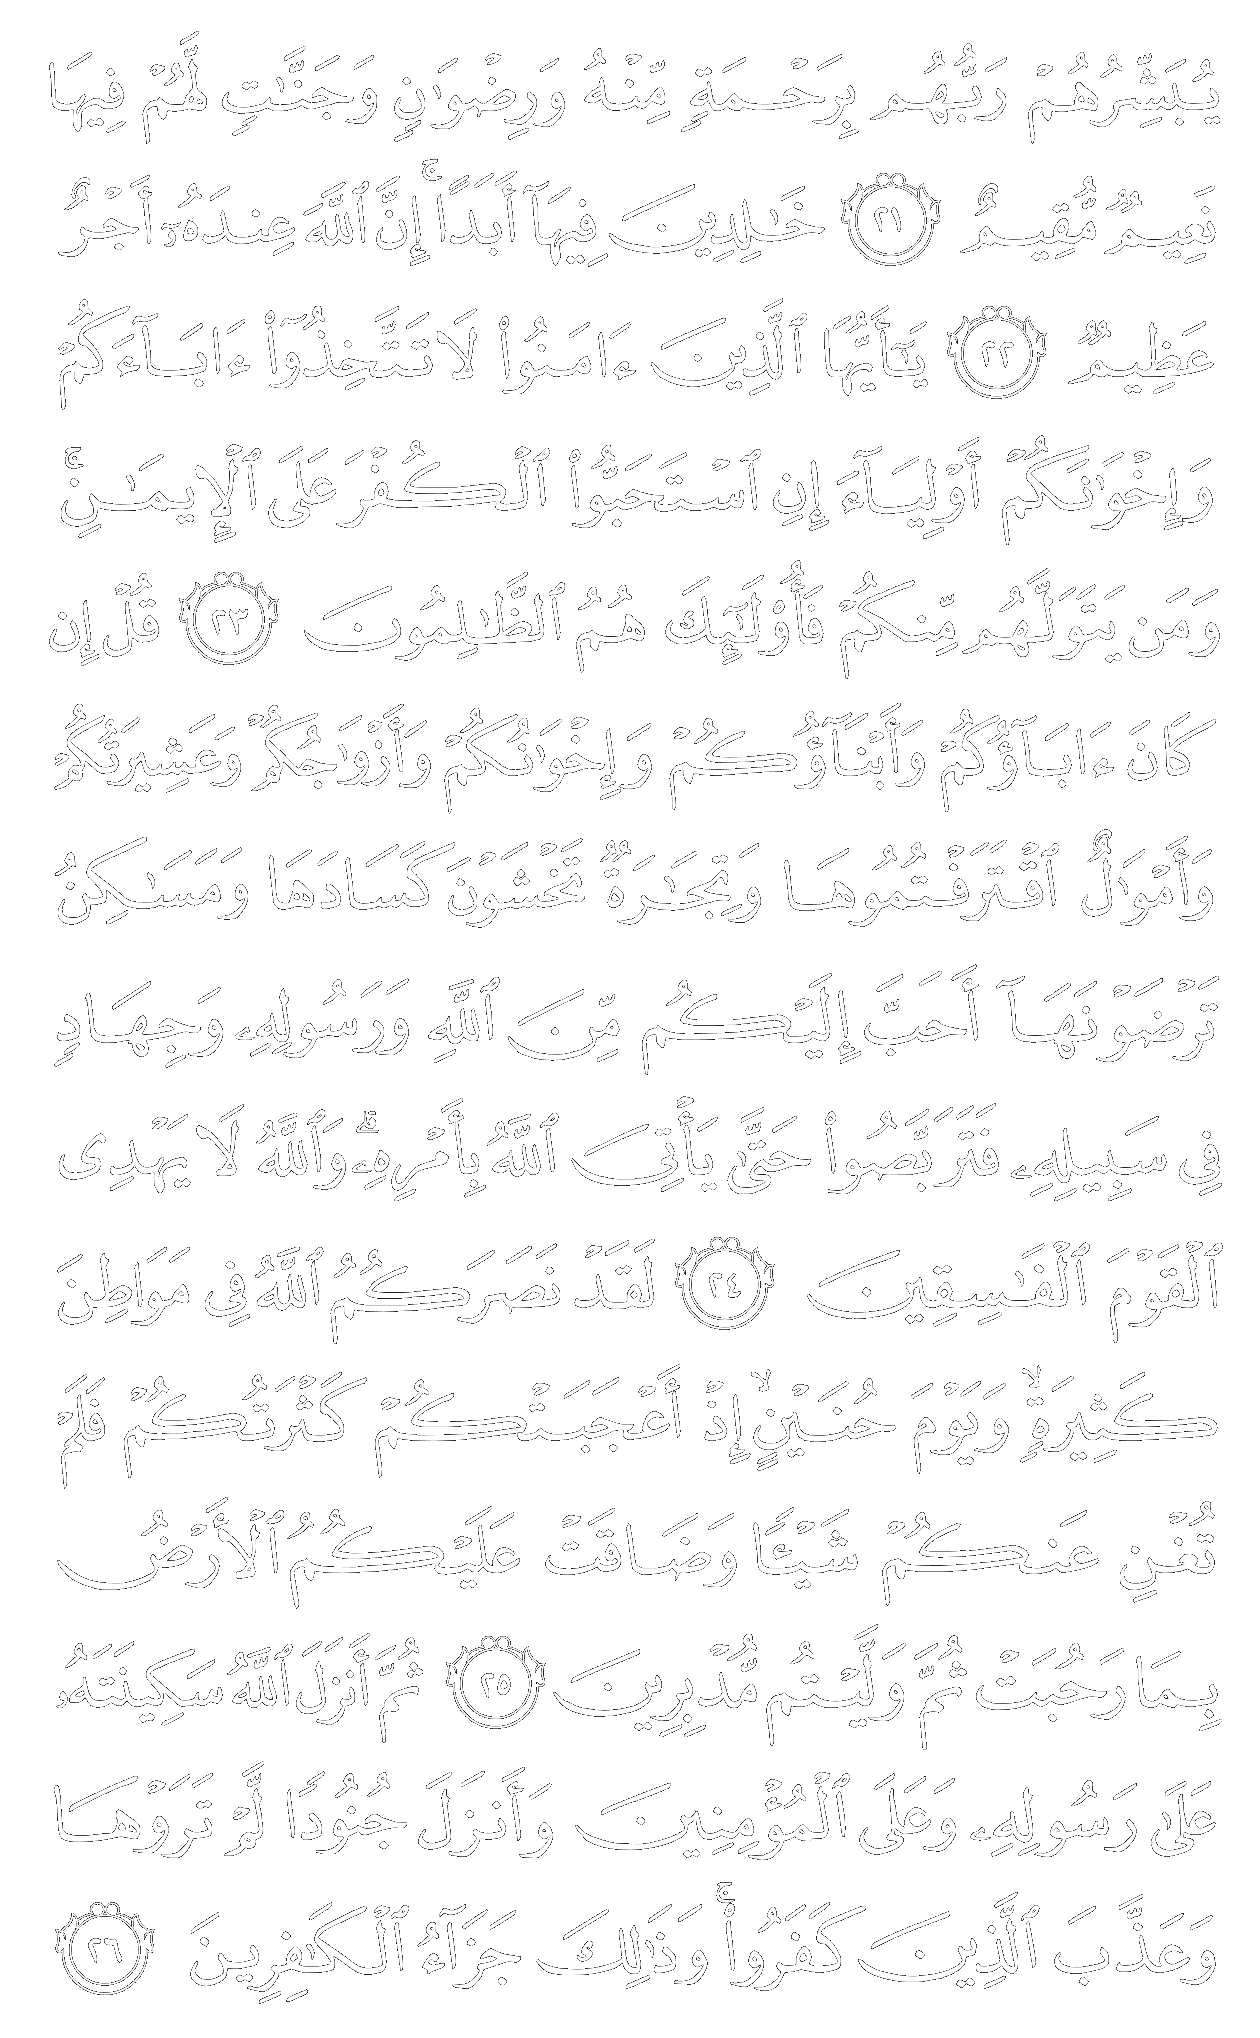 يُبَشِّرُهُمْ رَبُّهُم بِرَحْمَةٍ مِّنْهُ وَرِضْوَٰنٍ وَجَنَّٰتٍ لَّهُمْ فِيهَا
نَعِيمٌ مُّقِيمٌ ٢١ خَٰلِدِينَ فِيهَآ أَبَدًا ۚ إِنَّ ٱللَّهَ عِندَهُۥٓ أَجْرٌ
عَظِيمٌ ٢٢ يَٰٓأَيُّهَا ٱلَّذِينَ ءَامَنُوا۟ لَا تَتَّخِذُوٓا۟ ءَابَآءَكُمْ
وَإِخْوَٰنَكُمْ أَوْلِيَآءَ إِنِ ٱسْتَحَبُّوا۟ ٱلْكُفْرَ عَلَى ٱلْإِيمَٰنِ ۚ
وَمَن يَتَوَلَّهُم مِّنكُمْ فَأُو۟لَٰٓئِكَ هُمُ ٱلظَّٰلِمُونَ ٢٣ قُلْ إِن
كَانَ ءَابَآؤُكُمْ وَأَبْنَآؤُكُمْ وَإِخْوَٰنُكُمْ وَأَزْوَٰجُكُمْ وَعَشِيرَتُكُمْ
وَأَمْوَٰلٌ ٱقْتَرَفْتُمُوهَا وَتِجَٰرَةٌ تَخْشَوْنَ كَسَادَهَا وَمَسَٰكِنُ
تَرْضَوْنَهَآ أَحَبَّ إِلَيْكُم مِّنَ ٱللَّهِ وَرَسُولِهِۦ وَجِهَادٍ
فِى سَبِيلِهِۦ فَتَرَبَّصُوا۟ حَتَّىٰ يَأْتِىَ ٱللَّهُ بِأَمْرِهِۦ ۗ وَٱللَّهُ لَا يَهْدِى
ٱلْقَوْمَ ٱلْفَٰسِقِينَ ٢٤ لَقَدْ نَصَرَكُمُ ٱللَّهُ فِى مَوَاطِنَ
كَثِيرَةٍ ۙ وَيَوْمَ حُنَيْنٍ ۙ إِذْ أَعْجَبَتْكُمْ كَثْرَتُكُمْ فَلَمْ
تُغْنِ عَنكُمْ شَيْـًٔا وَضَاقَتْ عَلَيْكُمُ ٱلْأَرْضُ
بِمَا رَحُبَتْ ثُمَّ وَلَّيْتُم مُّدْبِرِينَ ٢٥ ثُمَّ أَنزَلَ ٱللَّهُ سَكِينَتَهُۥ
عَلَىٰ رَسُولِهِۦ وَعَلَى ٱلْمُؤْمِنِينَ وَأَنزَلَ جُنُودًا لَّمْ تَرَوْهَا
وَعَذَّبَ ٱلَّذِينَ كَفَرُوا۟ ۚ وَذَٰلِكَ جَزَآءُ ٱلْكَٰفِرِينَ ٢٦